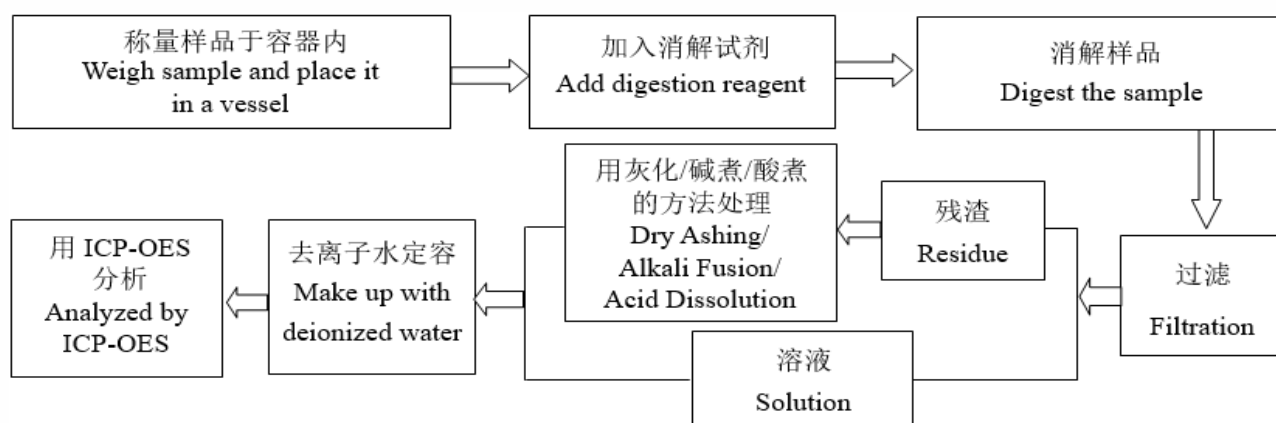 称量样品于容器内
Weigh sample and place it
in a vessel
加入消解试剂
Add digestion reagent
消解样品
Digest the sample
过滤
Filtration
残渣
Residue
用灰化/碱煮/酸煮
的方法处理
Dry Ashing/
Alkali Fusion/
Acid Dissolution
溶液
Solution
去离子水定容
Make up with
deionized water
用 ICP-OES
分析
Analyzed by
ICP-OES